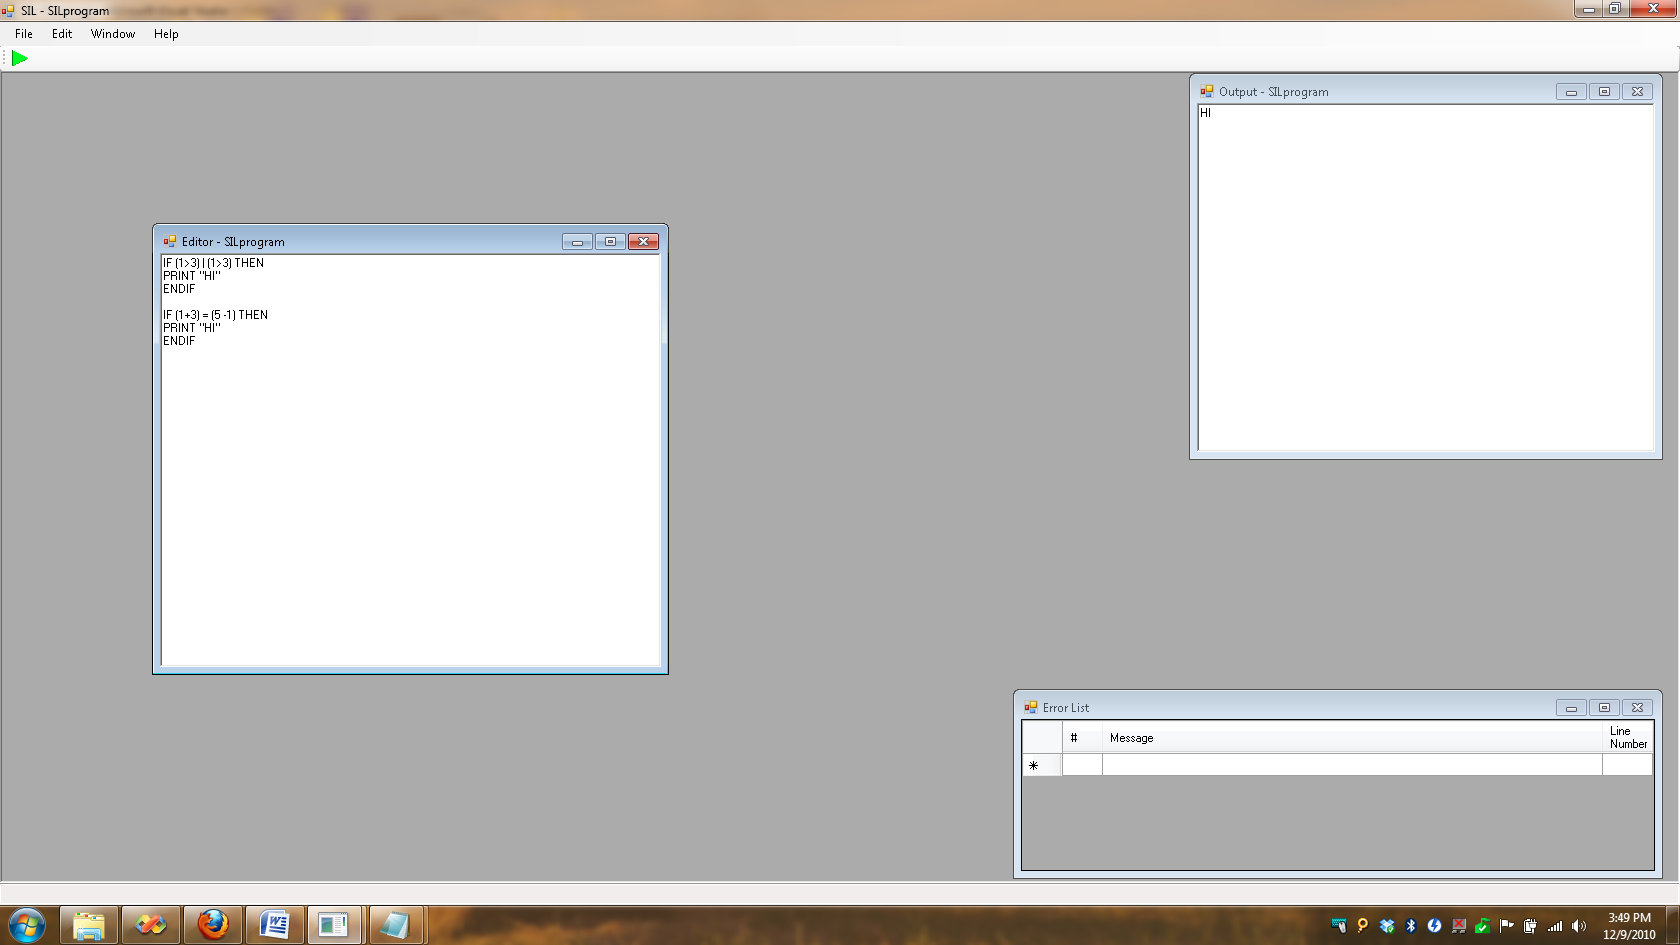 SIL - SILprogram
File Edit Window Help
Output - SILprogram
HI
Editor - SILprogram
IF (1>3) | (1>3) THEN
PRINT "HI"
ENDIF
IF (1+3) = (5 -1) THEN
PRINT "HI"
ENDIF
Error List
# Message Line
Number
3:49 PM
12/9/2010